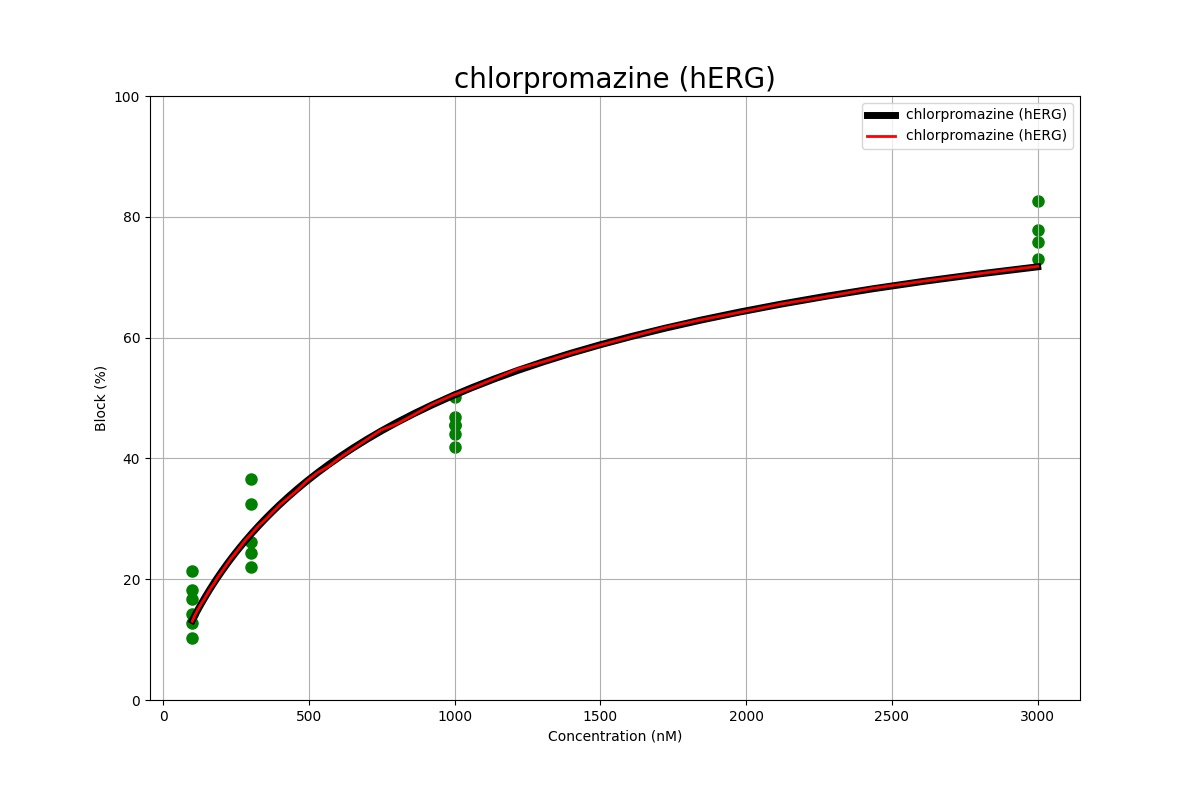 chlorpromazine (hERG)
chlorpromazine (hERG)
chlorpromazine (hERG)
100
80
60
40
20
0
Block (%)
0 500 1000 1500 2000 2500 3000
Concentration (nM)